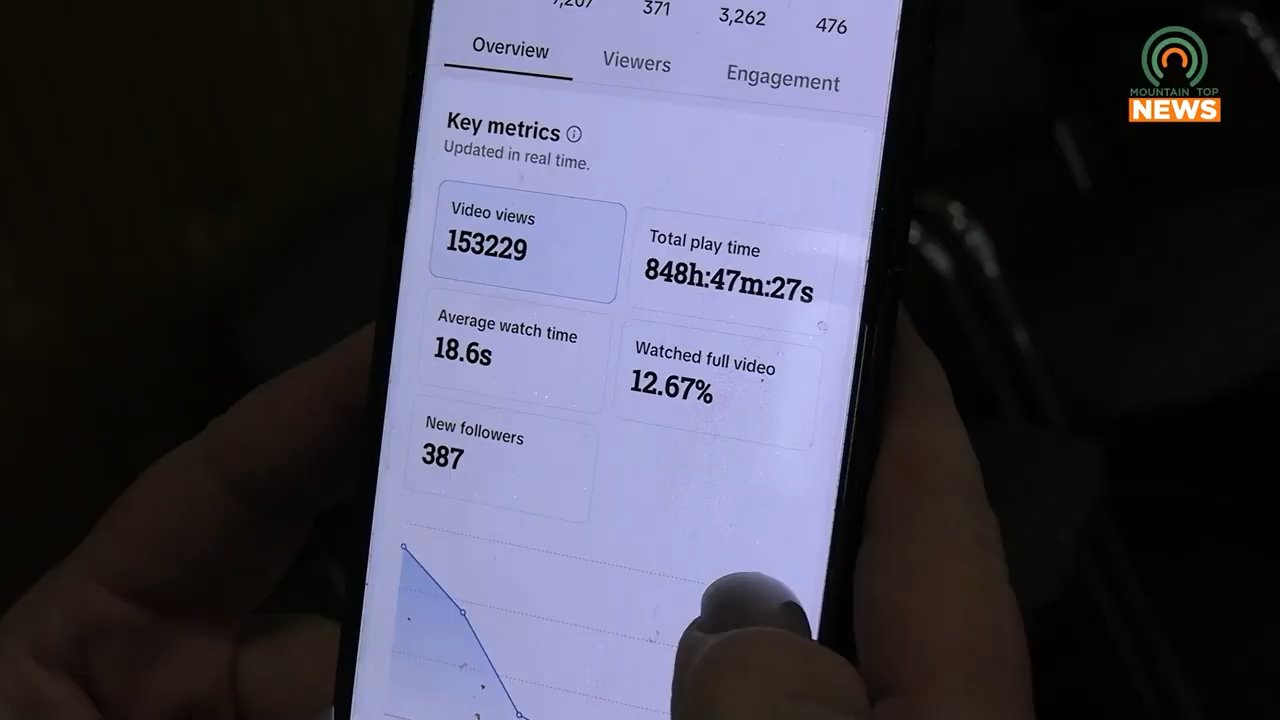 371 3,262 476
Overview Viewers Engagement
Key metrics
Updated in real time.
Video views
153229
Total play time
848h:47m:27s
Average watch time
18.6s
Watched full video
12.67%
New followers
387
MOUNTAIN TOP
NEWS